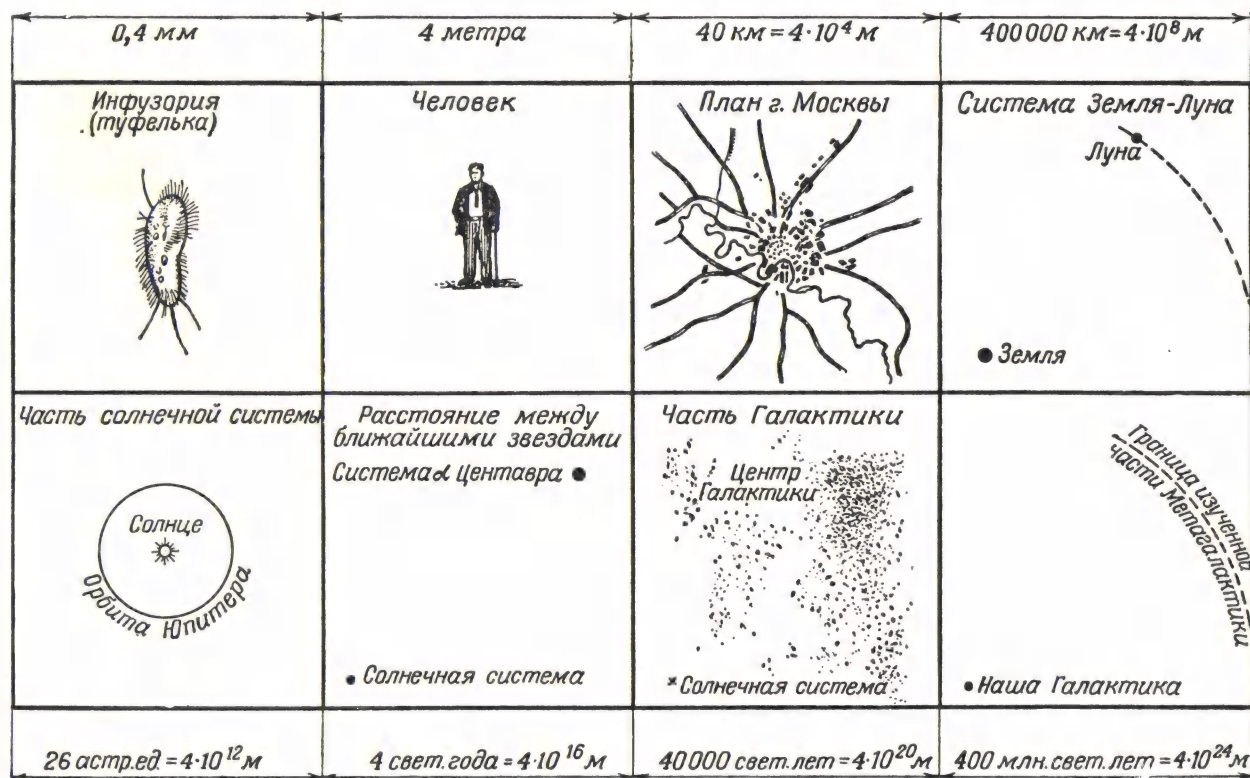 0,4 мм
4 метра
40 км = 4·10⁴ м
400 000 км = 4·10⁸ м
Инфузория
(туфелька)
Человек
План г. Москвы
Система Земля-Луна
Луна
Земля
Часть солнечной системы
Солнце
Орбита Юпитера
Расстояние между
ближайшими звездами
Система α Центавра
Солнечная система
Часть Галактики
Центр
Галактики
Солнечная система
Граница изученной
части Метагалактики
Наша Галактика
26 астр.ед. = 4·10¹² м
4 свет.года = 4·10¹⁶ м
40 000 свет.лет = 4·10²⁰ м
400 млн.свет.лет = 4·10²⁴ м